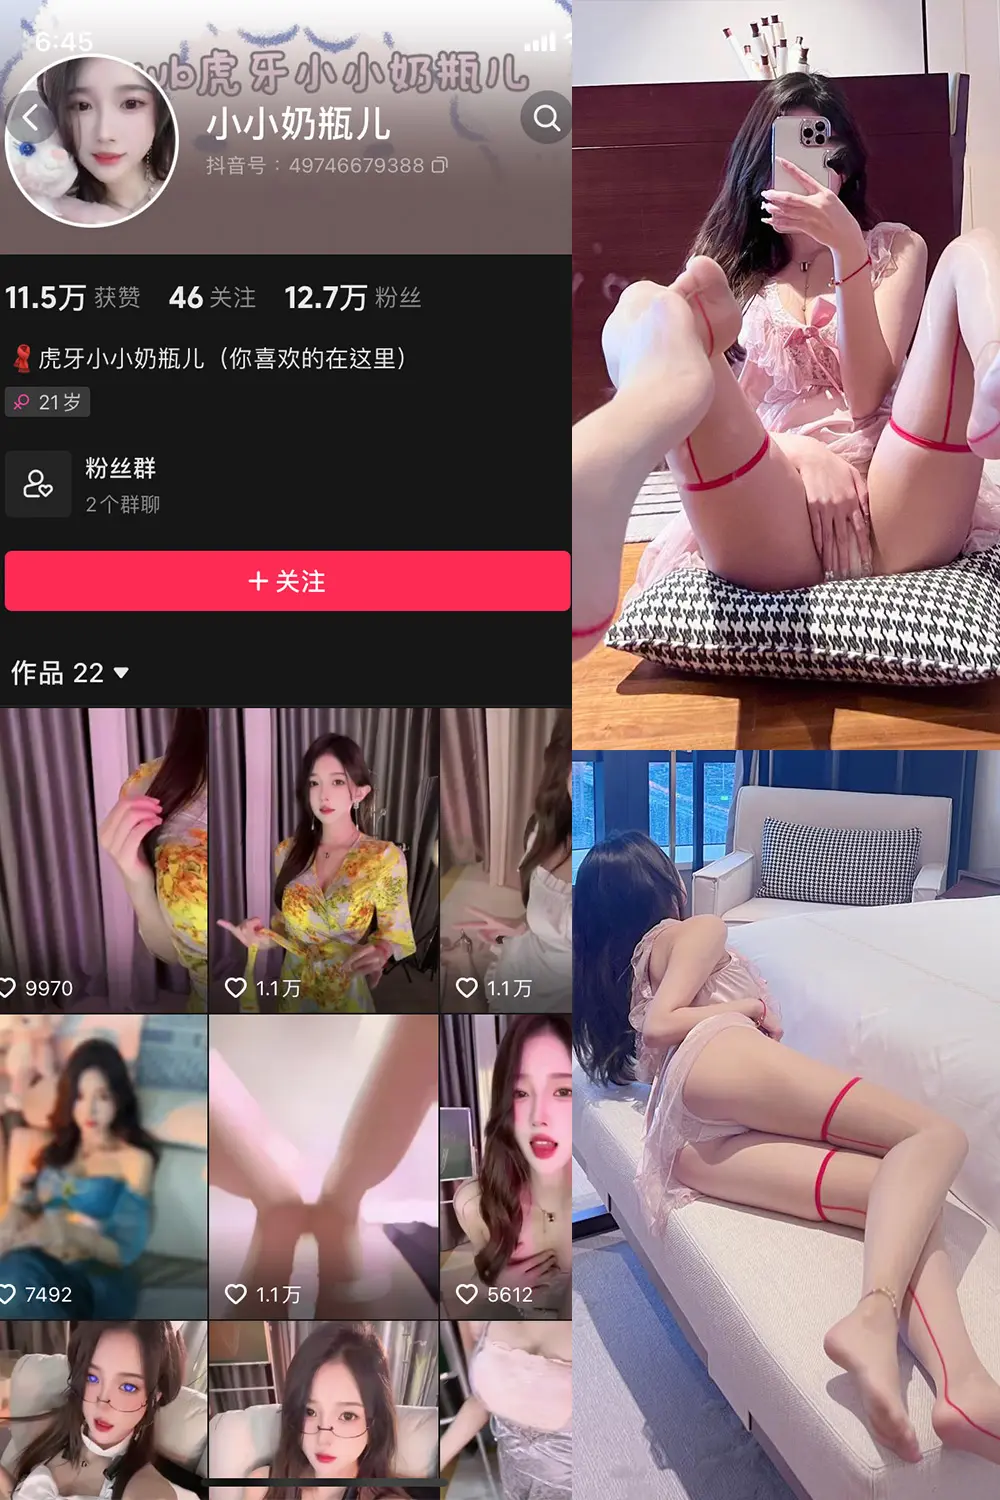 6:45
wb虎牙小小奶瓶儿
小小奶瓶儿
抖音号：49746679388
11.5万 获赞 46 关注 12.7万 粉丝
虎牙小小奶瓶儿（你喜欢的在这里）
21岁
粉丝群
2个群聊
+ 关注
作品 22
9970
1.1万
1.1万
7492
1.1万
5612